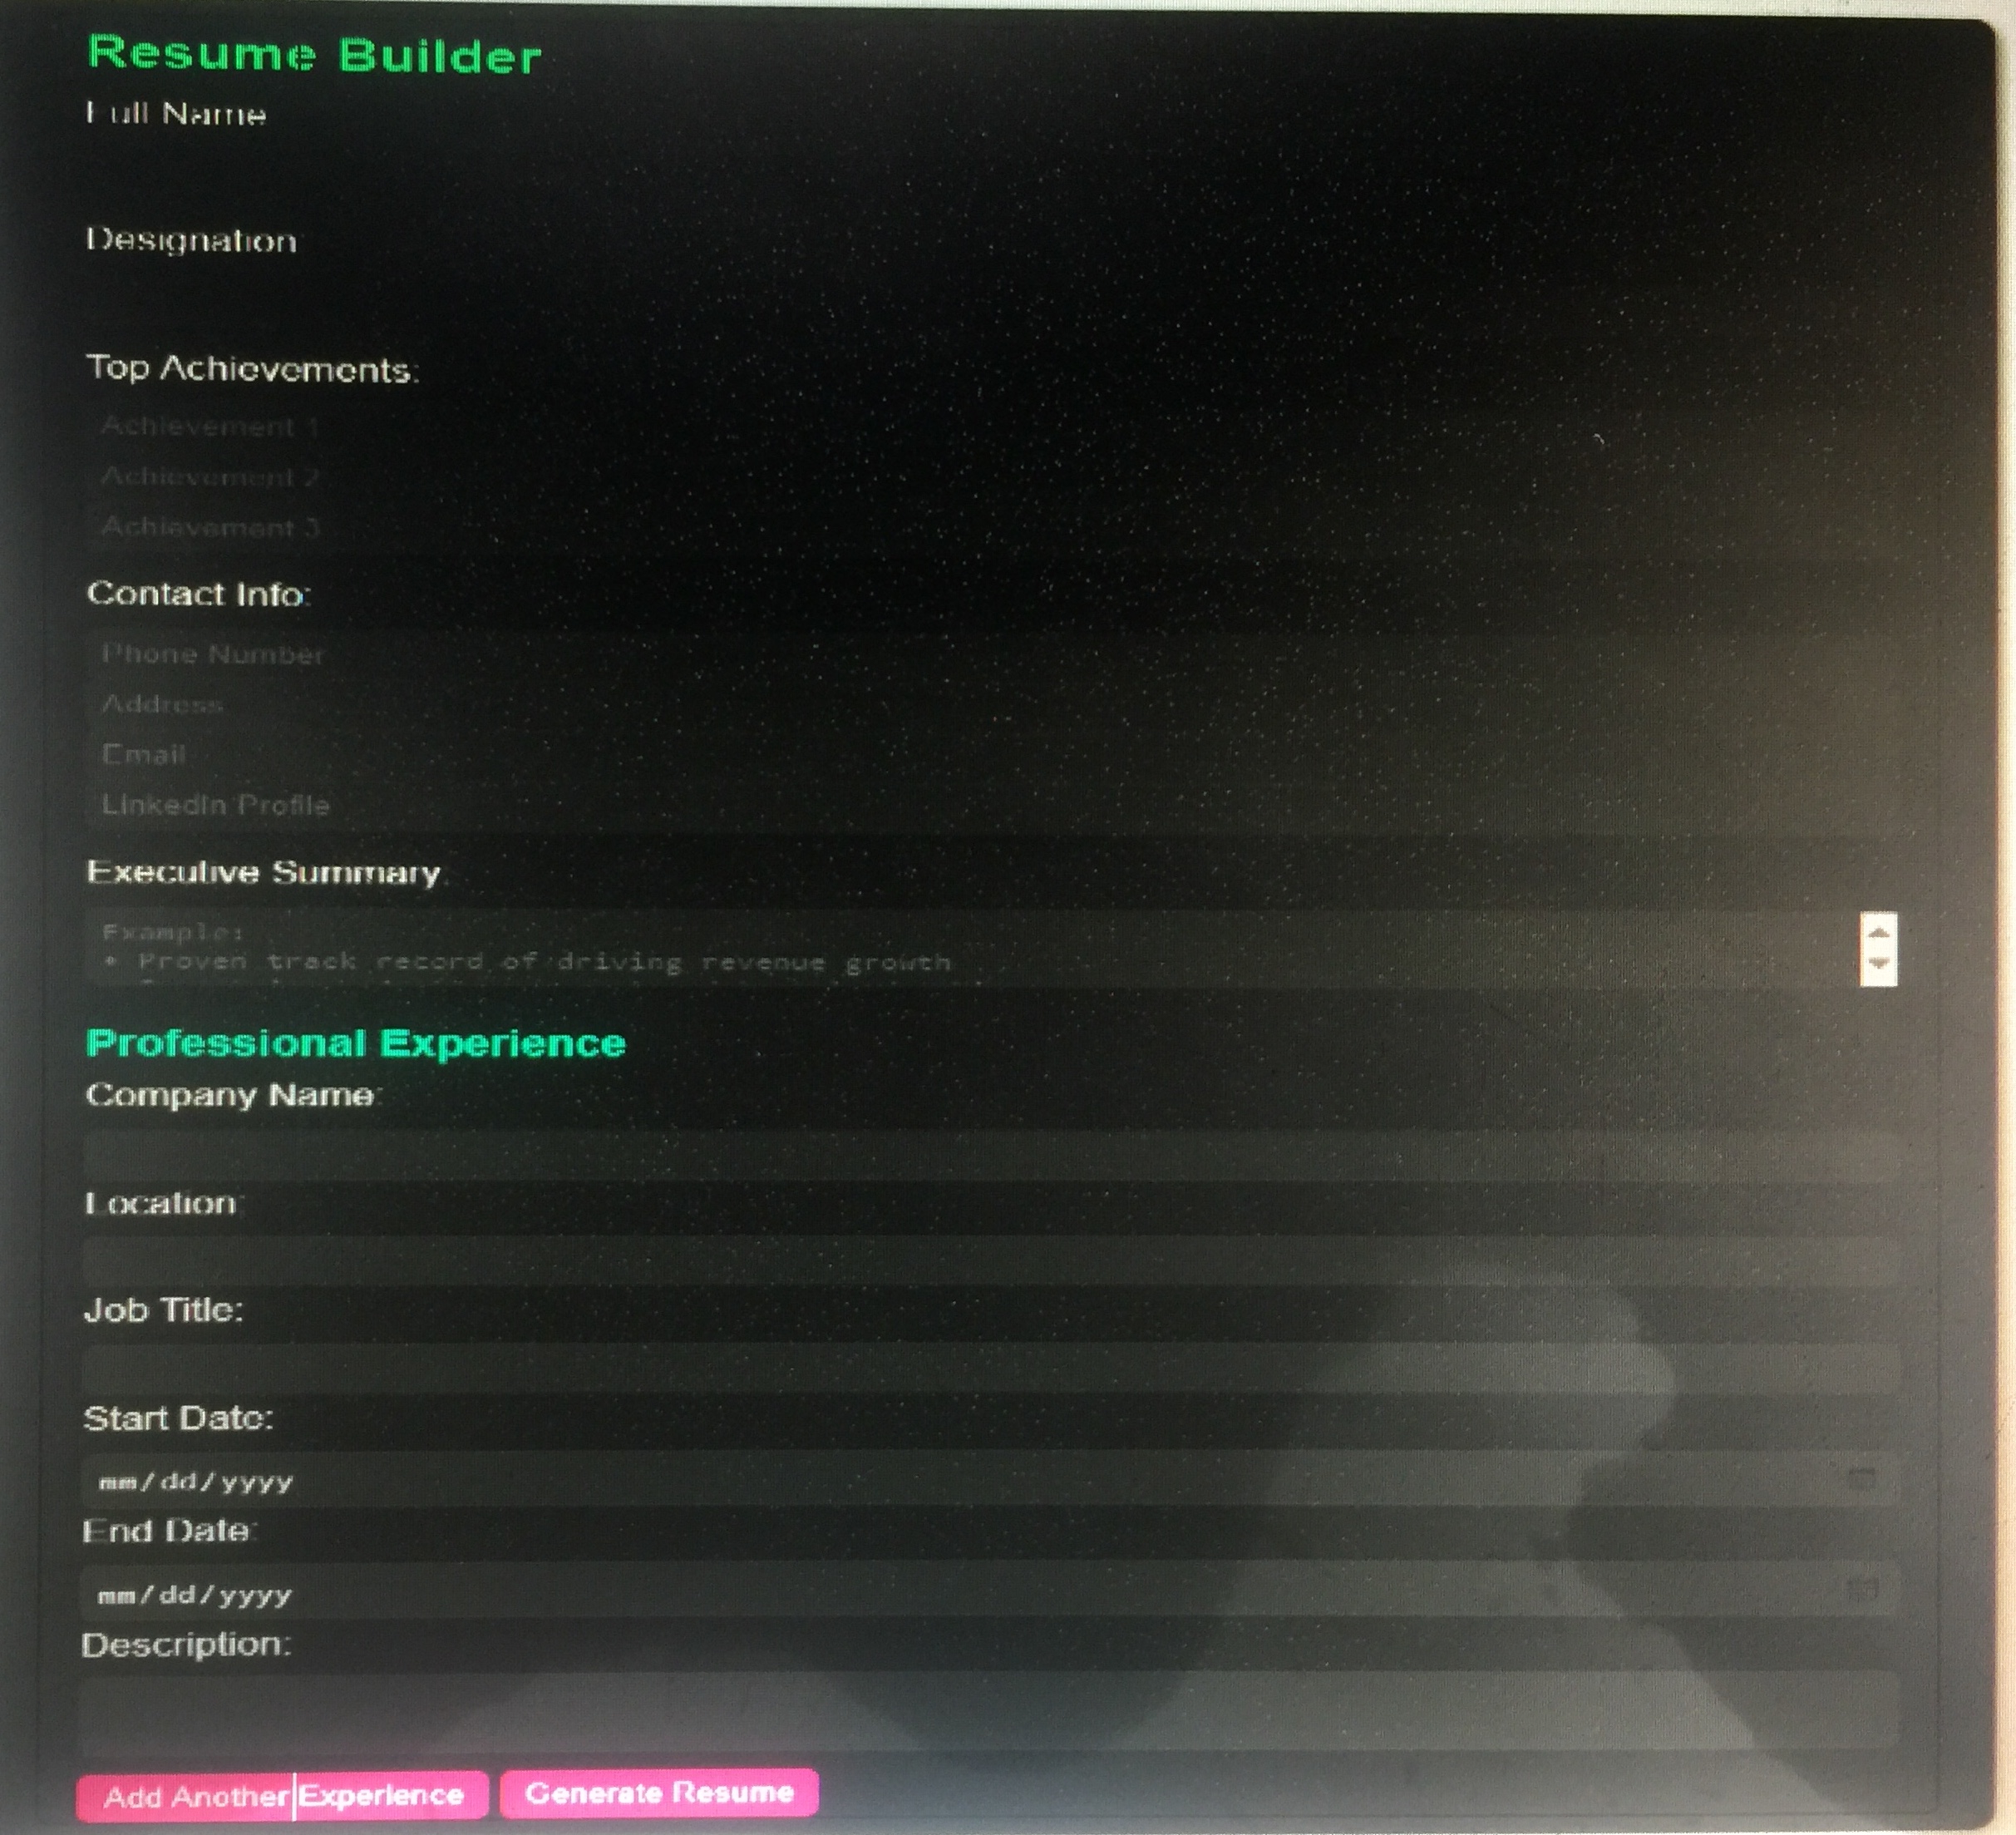 Resume Builder
Full Name
Designation
Top Achievements:
Achievement 1
Achievement 2
Achievement 3
Contact Info:
Phone Number
Address
Email
LinkedIn Profile
Executive Summary
Example:
• Proven track record of driving revenue growth
Professional Experience
Company Name:
Location
Job Title:
Start Date:
mm/dd/yyyy
End Date:
mm/dd/yyyy
Description:
Add Another Experience
Generate Resume